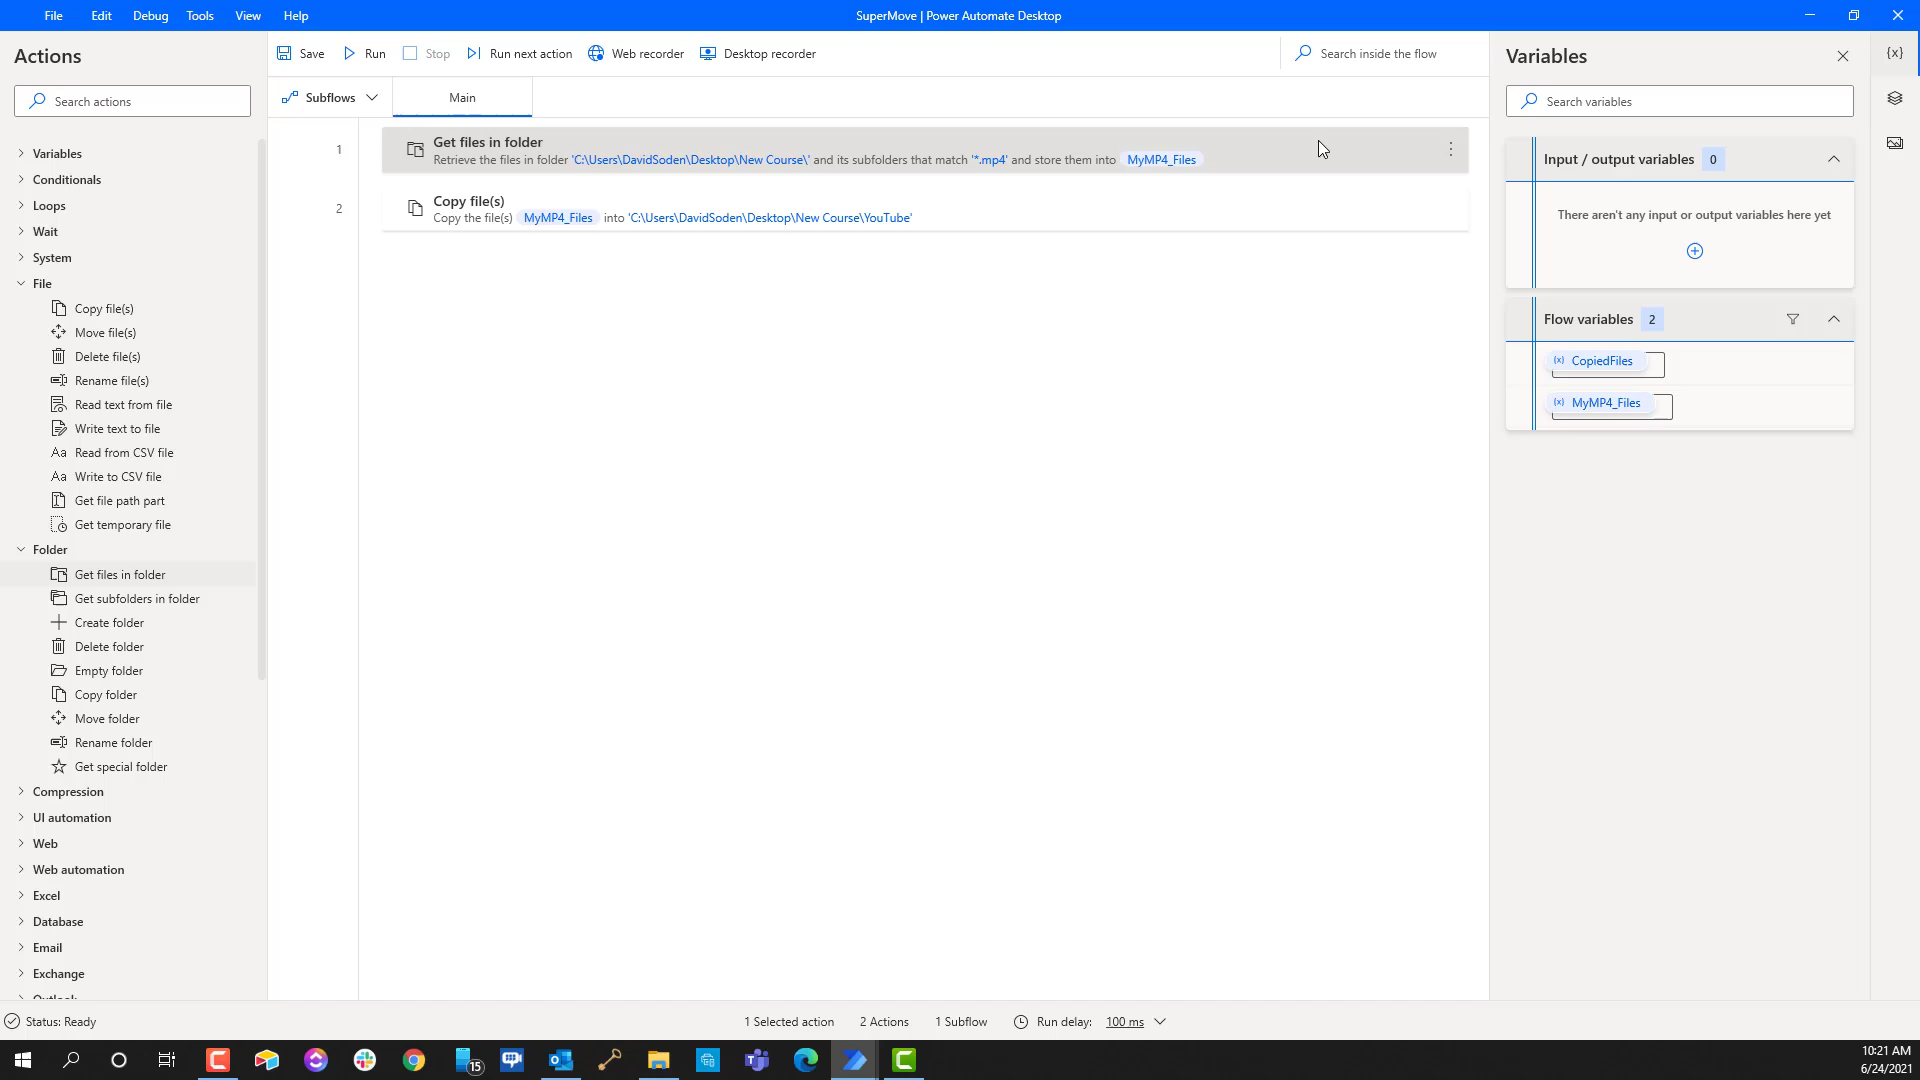 File Edit Debug Tools View Help
SuperMove | Power Automate Desktop
Actions
Search actions
Variables
Conditionals
Loops
Wait
System
File
Copy file(s)
Move file(s)
Delete file(s)
Rename file(s)
Read text from file
Write text to file
Read from CSV file
Write to CSV file
Get file path part
Get temporary file
Folder
Get files in folder
Get subfolders in folder
Create folder
Delete folder
Empty folder
Copy folder
Move folder
Rename folder
Get special folder
Compression
UI automation
Web
Web automation
Excel
Database
Email
Exchange
Outlook
Save Run Stop Run next action Web recorder Desktop recorder
Search inside the flow
Subflows Main
1
Get files in folder
Retrieve the files in folder 'C:\Users\DavidSoden\Desktop\New Course\' and its subfolders that match '*.mp4' and store them into MyMP4_Files
2
Copy file(s)
Copy the file(s) MyMP4_Files into 'C:\Users\DavidSoden\Desktop\New Course\YouTube'
Variables
{x}
Search variables
Input / output variables 0
There aren't any input or output variables here yet
Flow variables 2
(x) CopiedFiles
(x) MyMP4_Files
Status: Ready
1 Selected action 2 Actions 1 Subflow Run delay: 100 ms
15
10:21 AM
6/24/2021